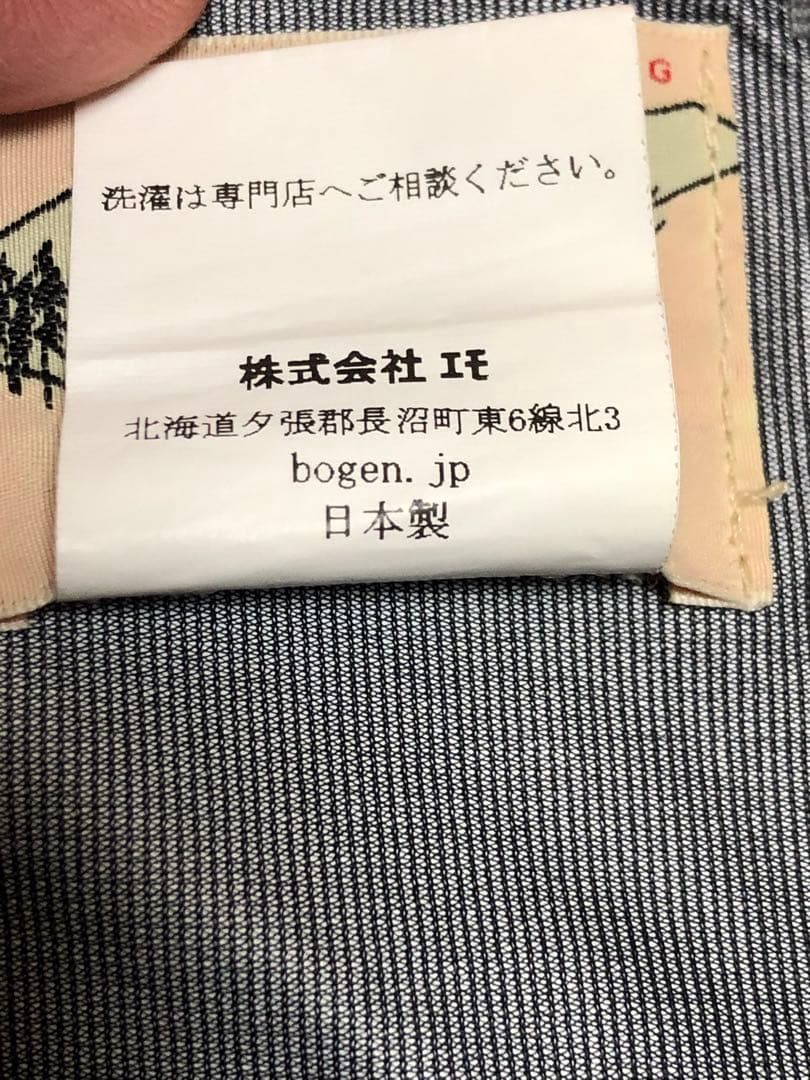 G
洗濯は専門店へご相談ください。
株式会社 エモ
北海道夕張郡長沼町東6線北3
bogen.jp
日本製